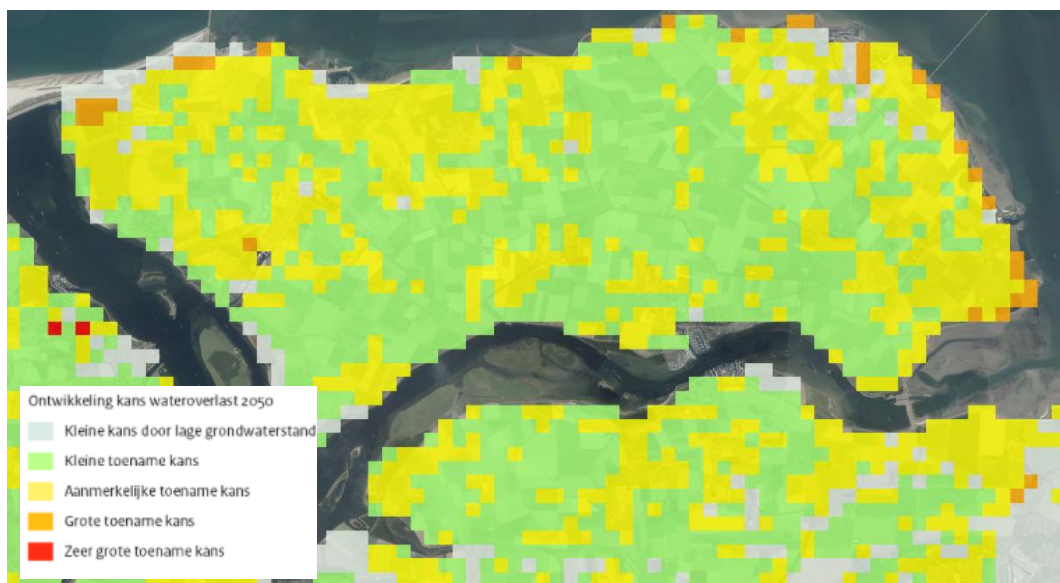 Ontwikkeling kans wateroverlast 2050
Kleine kans door lage grondwaterstand
Kleine toename kans
Aanmerkelijke toename kans
Grote toename kans
Zeer grote toename kans